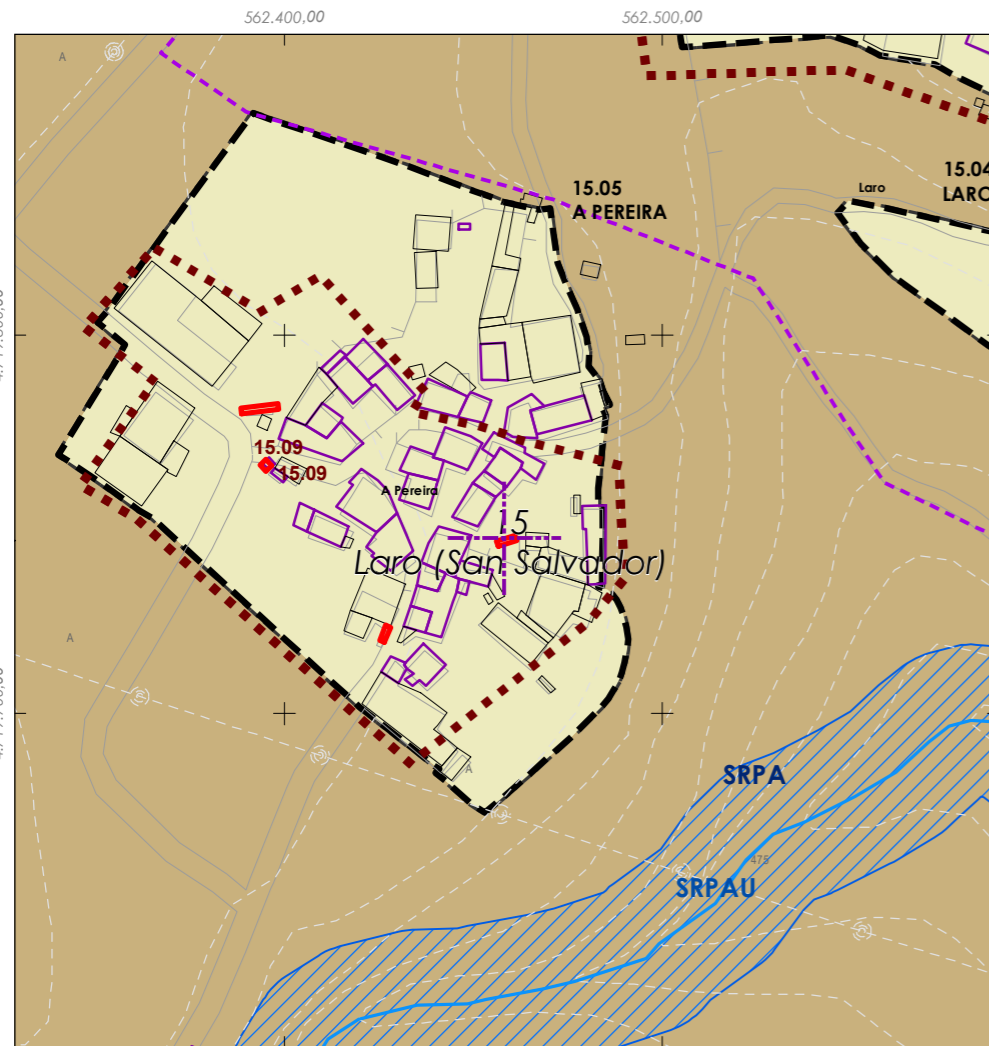 562.400,00
562.500,00
A
15.05
A PEREIRA
Laro
15.04
LARO
15.09
15.09
A Pereira
15
Laro (San Salvador)
A
A
SRPA
475
SRPAU